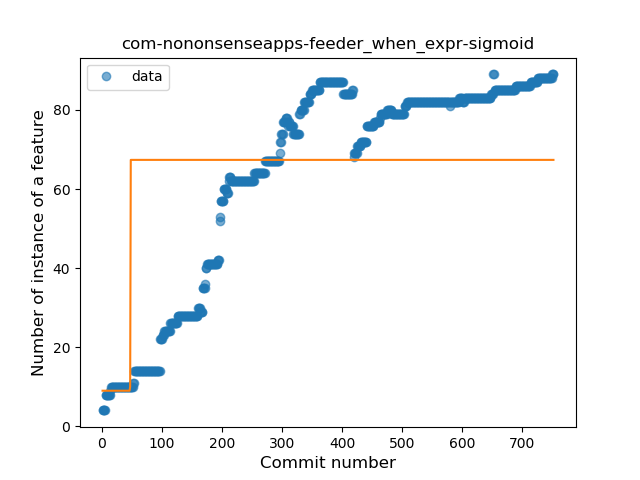 com-nononsenseapps-feeder_when_expr-sigmoid
data
Number of instance of a feature
80
60
40
20
0
0 100 200 300 400 500 600 700
Commit number